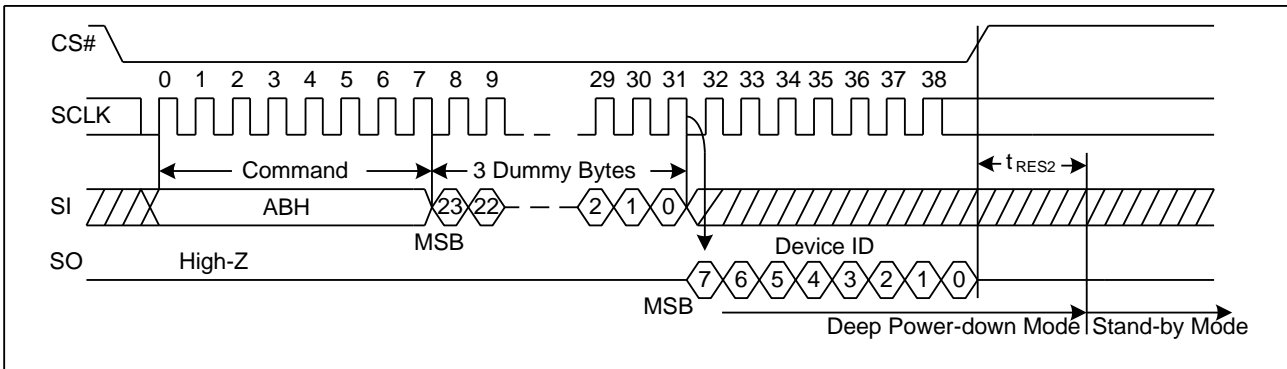 CS#
0 1 2 3 4 5 6 7 8 9 29 30 31 32 33 34 35 36 37 38
SCLK
Command 3 Dummy Bytes tRES2
SI ABH 23 22 2 1 0
MSB Device ID
SO High-Z
7 6 5 4 3 2 1 0
MSB
Deep Power-down Mode Stand-by Mode